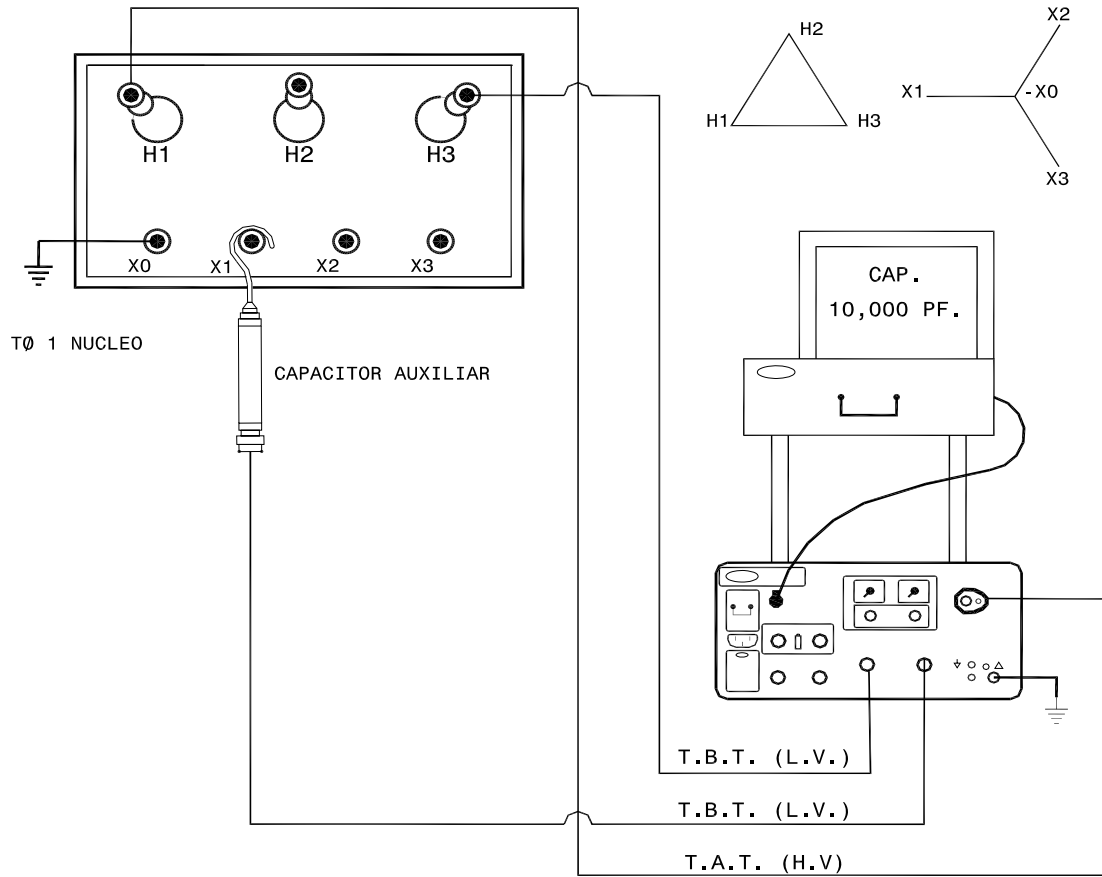 H1
H2
H3
X0
X1
X2
X3
TØ 1 NUCLEO
CAPACITOR AUXILIAR
H2
H1
H3
X2
X1
-X0
X3
CAP.
10,000 PF.
T.B.T. (L.V.)
T.B.T. (L.V.)
T.A.T. (H.V)